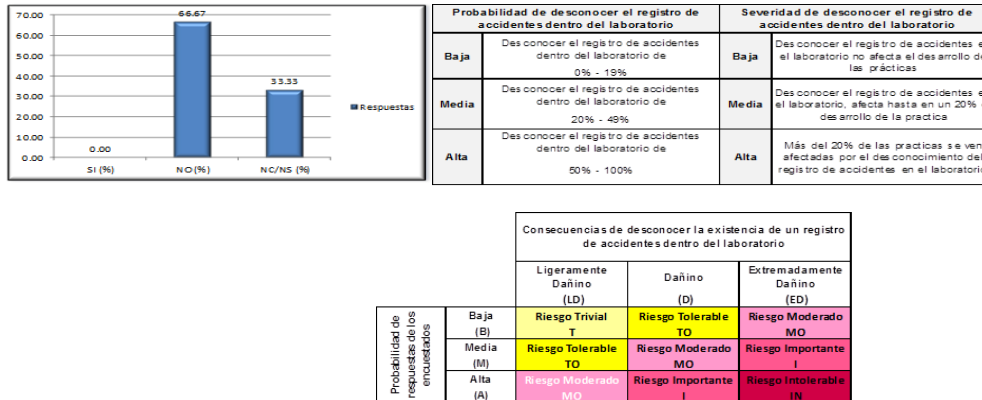 70.00
60.00
50.00
40.00
30.00
20.00
10.00
0.00
0.00
66.67
33.33
SI (%)
NO (%)
NC/NS (%)
Respuestas
Probabilidad de desconocer el registro de
accidentes dentro del laboratorio
Severidad de desconocer el registro de
accidentes dentro del laboratorio
Baja
Desconocer el registro de accidentes
dentro del laboratorio de
0% - 19%
Baja
Desconocer el registro de accidentes
el laboratorio no afecta el desarrollo
las prácticas
Media
Desconocer el registro de accidentes
dentro del laboratorio de
20% - 49%
Media
Desconocer el registro de accidentes
el laboratorio, afecta hasta en un 20%
desarrollo de la practica
Alta
Desconocer el registro de accidentes
dentro del laboratorio de
50% - 100%
Alta
Más del 20% de las practicas se ven
afectadas por el desconocimiento del
registro de accidentes en el laboratorio
Consecuencias de desconocer la existencia de un registro
de accidentes dentro del laboratorio
Ligeramente
Dañino
(LD)
Dañino
(D)
Extremadamente
Dañino
(ED)
Probabilidad de
respuestas de los
encuestados
Baja
(B)
Riesgo Trivial
T
Riesgo Tolerable
TO
Riesgo Moderado
MO
Media
(M)
Riesgo Tolerable
TO
Riesgo Moderado
MO
Riesgo Importante
I
Alta
(A)
Riesgo Moderado
MO
Riesgo Importante
I
Riesgo Intolerable
IN